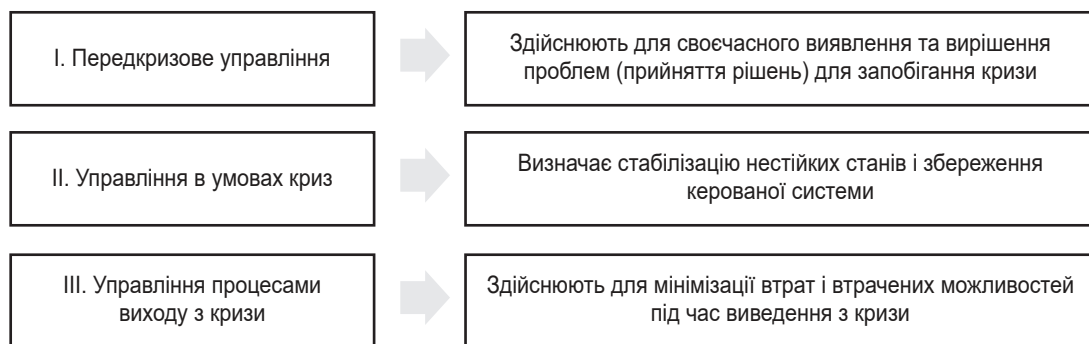 І. Передкризове управління
Здійснюють для своєчасного виявлення та вирішення
проблем (прийняття рішень) для запобігання кризи
ІІ. Управління в умовах криз
Визначає стабілізацію нестійких станів і збереження
керованої системи
ІІІ. Управління процесами
виходу з кризи
Здійснюють для мінімізації втрат і втрачених можливостей
під час виведення з кризи